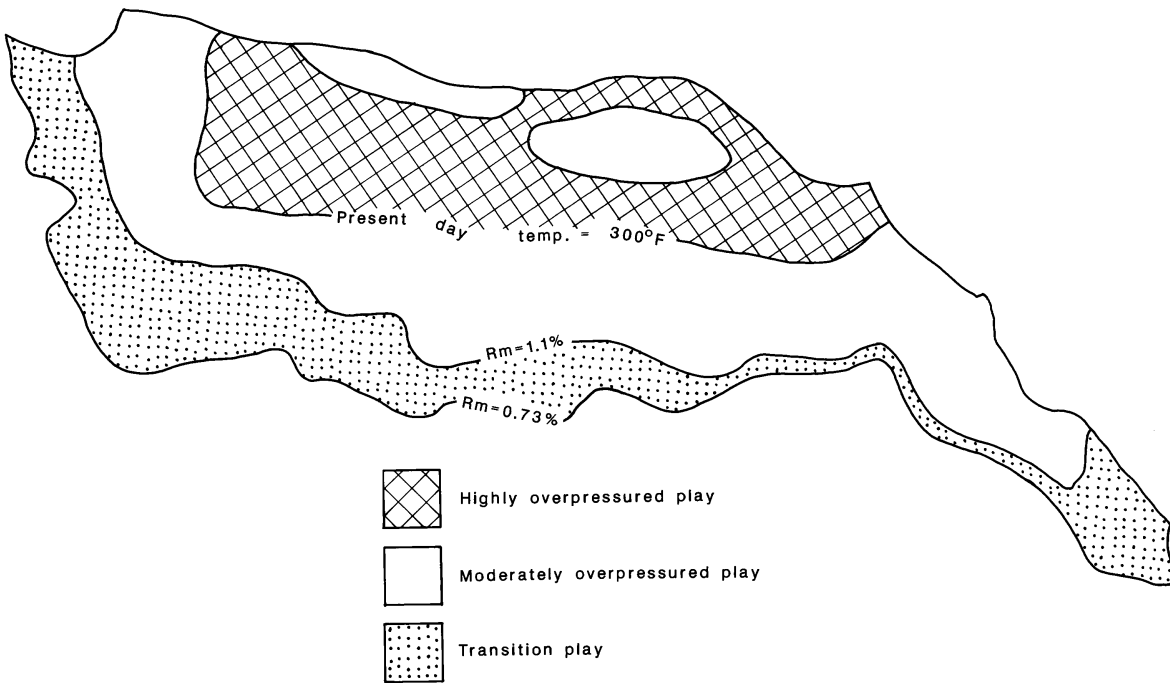 Present day temp. = 300°F
Rm=1.1%
Rm=0.73%
Highly overpressured play
Moderately overpressured play
Transition play